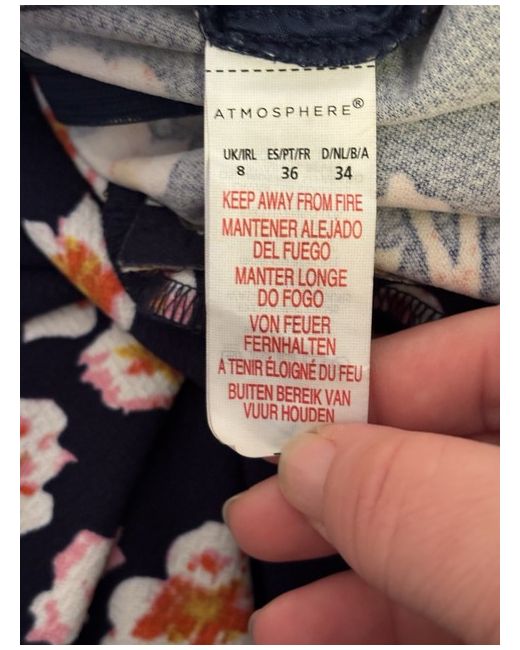 ATMOSPHERE®
UK/IRL ES/PT/FR D/NL/B/A
8 36 34
KEEP AWAY FROM FIRE
MANTENER ALEJADO
DEL FUEGO
MANTER LONGE
DO FOGO
VON FEUER
FERNHALTEN
A TENIR ÉLOIGNÉ DU FEU
BUITEN BEREIK VAN
VUUR HOUDEN